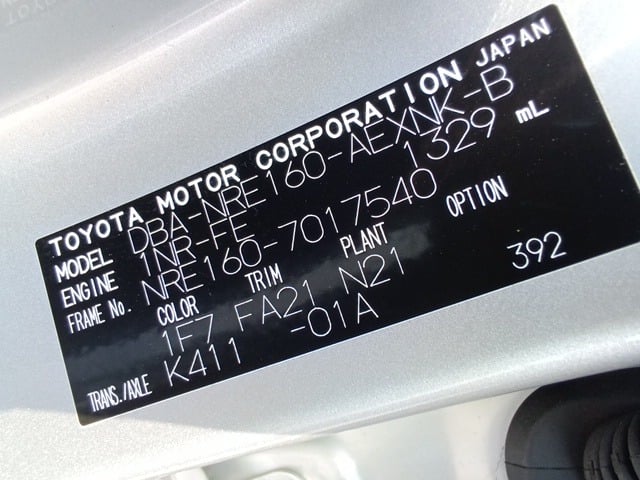 TOYOTA MOTOR CORPORATION JAPAN
MODEL DBA-NRE160-AEXNK-B
ENGINE 1NR-FE 1329 mL
FRAME No. NRE160-7017540
COLOR TRIM PLANT OPTION
1F7 FA21 N21 392
TRANS./AXLE K411 -01A